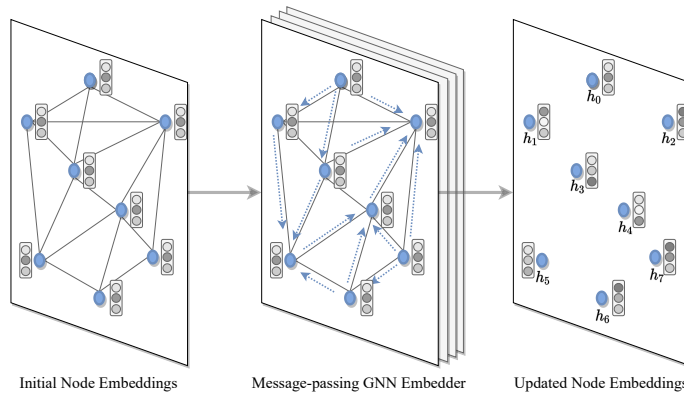 h0
h1
h2
h3
h4
h5
h7
h6
Initial Node Embeddings
Message-passing GNN Embedder
Updated Node Embeddings